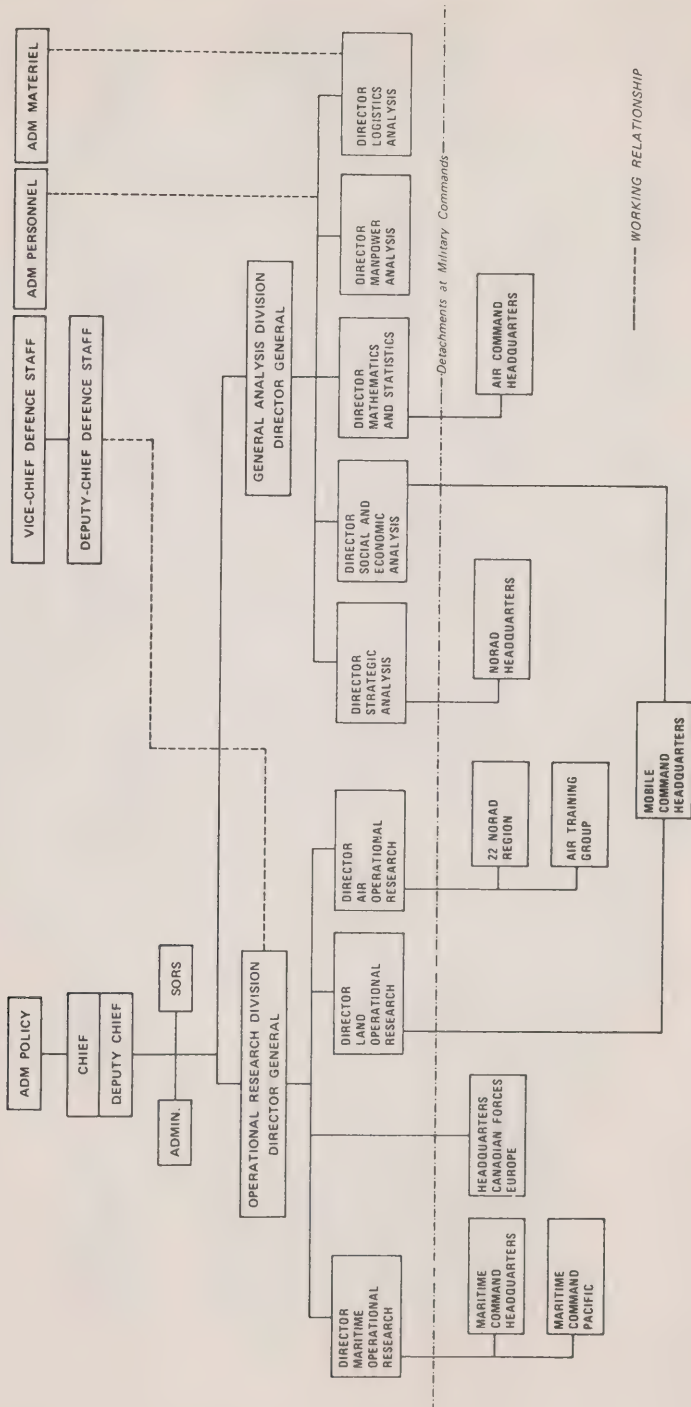 ADM POLICY
CHIEF
DEPUTY CHIEF
ADMIN.
SORS
VICE-CHIEF DEFENCE STAFF
DEPUTY-CHIEF DEFENCE STAFF
ADM PERSONNEL
ADM MATERIEL
OPERATIONAL RESEARCH DIVISION
DIRECTOR GENERAL
GENERAL ANALYSIS DIVISION
DIRECTOR GENERAL
DIRECTOR
MARITIME
OPERATIONAL
RESEARCH
DIRECTOR
LAND
OPERATIONAL
RESEARCH
DIRECTOR
AIR
OPERATIONAL
RESEARCH
DIRECTOR
STRATEGIC
ANALYSIS
DIRECTOR
SOCIAL AND
ECONOMIC
ANALYSIS
DIRECTOR
MATHEMATICS
AND STATISTICS
DIRECTOR
MANPOWER
ANALYSIS
DIRECTOR
LOGISTICS
ANALYSIS
Detachments at Military Commands
MARITIME
COMMAND
HEADQUARTERS
MARITIME
COMMAND
PACIFIC
HEADQUARTERS
CANADIAN FORCES
EUROPE
22 NORAD
REGION
AIR TRAINING
GROUP
NORAD
HEADQUARTERS
AIR COMMAND
HEADQUARTERS
MOBILE
COMMAND
HEADQUARTERS
WORKING RELATIONSHIP